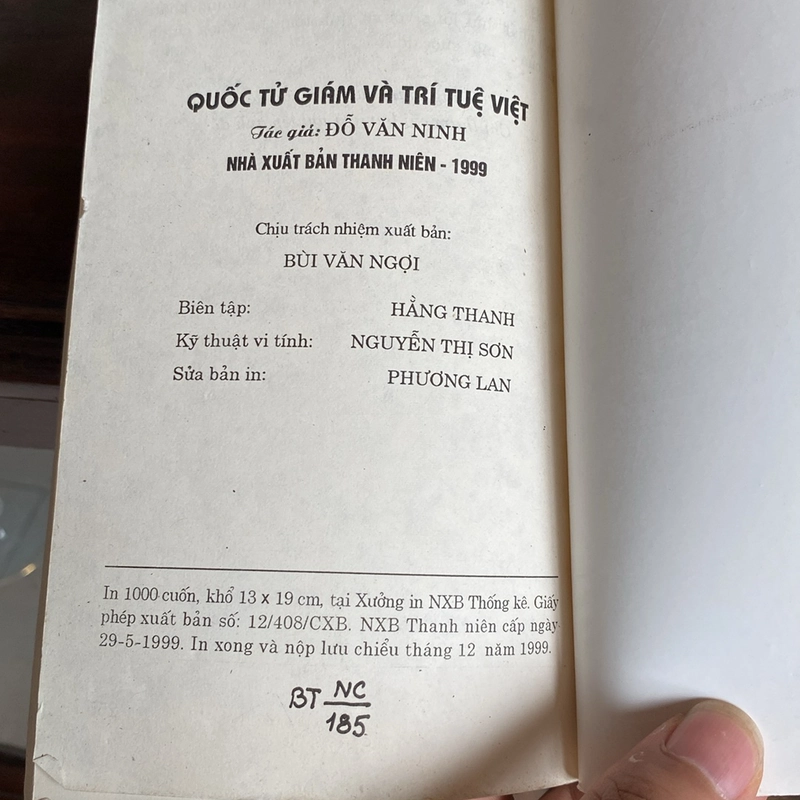 QUỐC TỬ GIÁM VÀ TRÍ TUỆ VIỆT
Tác giả: ĐỖ VĂN NINH
NHÀ XUẤT BẢN THANH NIÊN - 1999
Chịu trách nhiệm xuất bản:
BÙI VĂN NGỢI
Biên tập: HẰNG THANH
Kỹ thuật vi tính: NGUYỄN THỊ SƠN
Sửa bản in: PHƯƠNG LAN
In 1000 cuốn, khổ 13 x 19 cm, tại Xưởng in NXB Thống kê. Giấy
phép xuất bản số: 12/408/CXB. NXB Thanh niên cấp ngày
29-5-1999. In xong và nộp lưu chiểu tháng 12 năm 1999.
BT NC
185